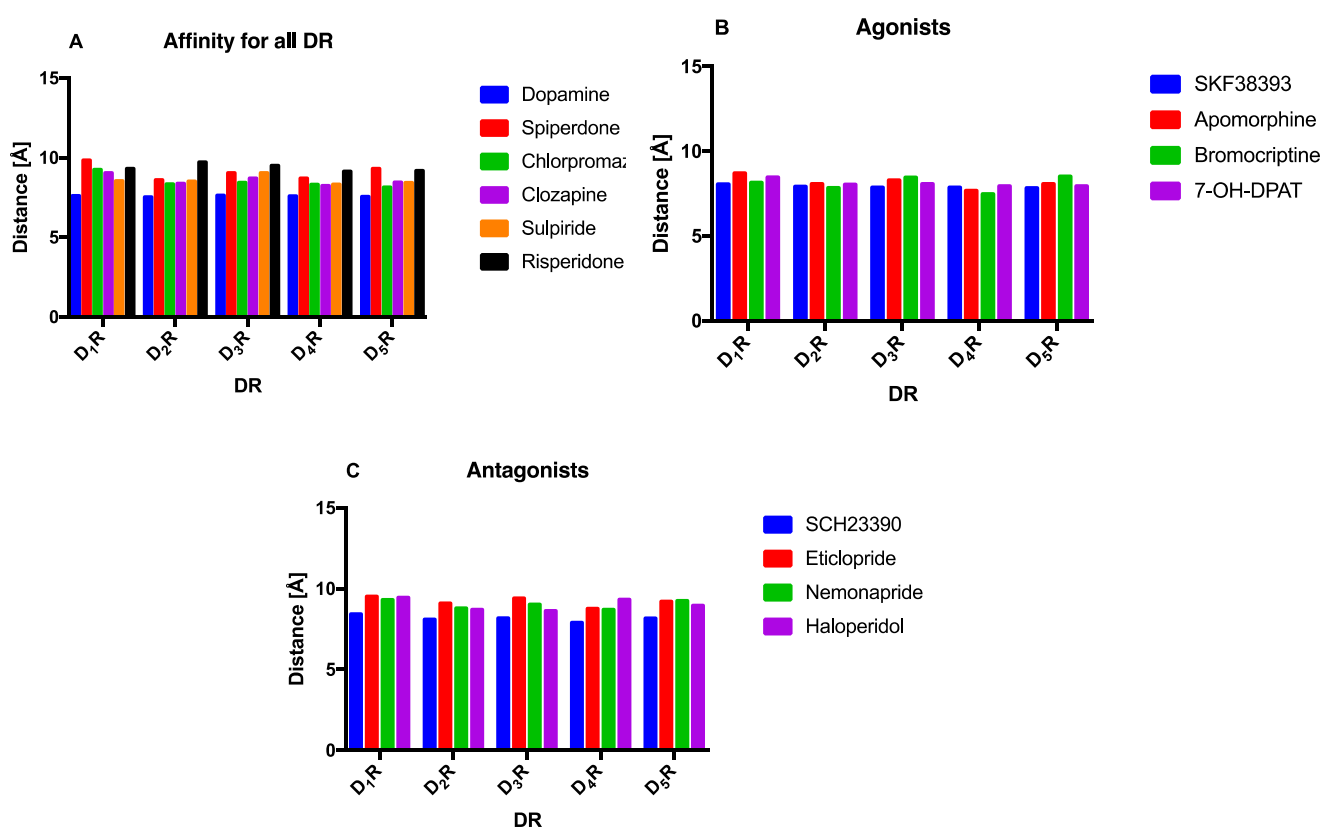 A
Affinity for all DR
15
10
5
0
Distance [Å]
D₁R
D₂R
D₃R
D₄R
D₅R
DR
Dopamine
Spiperdone
Chlorpromaz
Clozapine
Sulpiride
Risperidone
B
Agonists
15
10
5
0
Distance [Å]
D₁R
D₂R
D₃R
D₄R
D₅R
DR
SKF38393
Apomorphine
Bromocriptine
7-OH-DPAT
C
Antagonists
15
10
5
0
Distance [Å]
D₁R
D₂R
D₃R
D₄R
D₅R
DR
SCH23390
Eticlopride
Nemonapride
Haloperidol